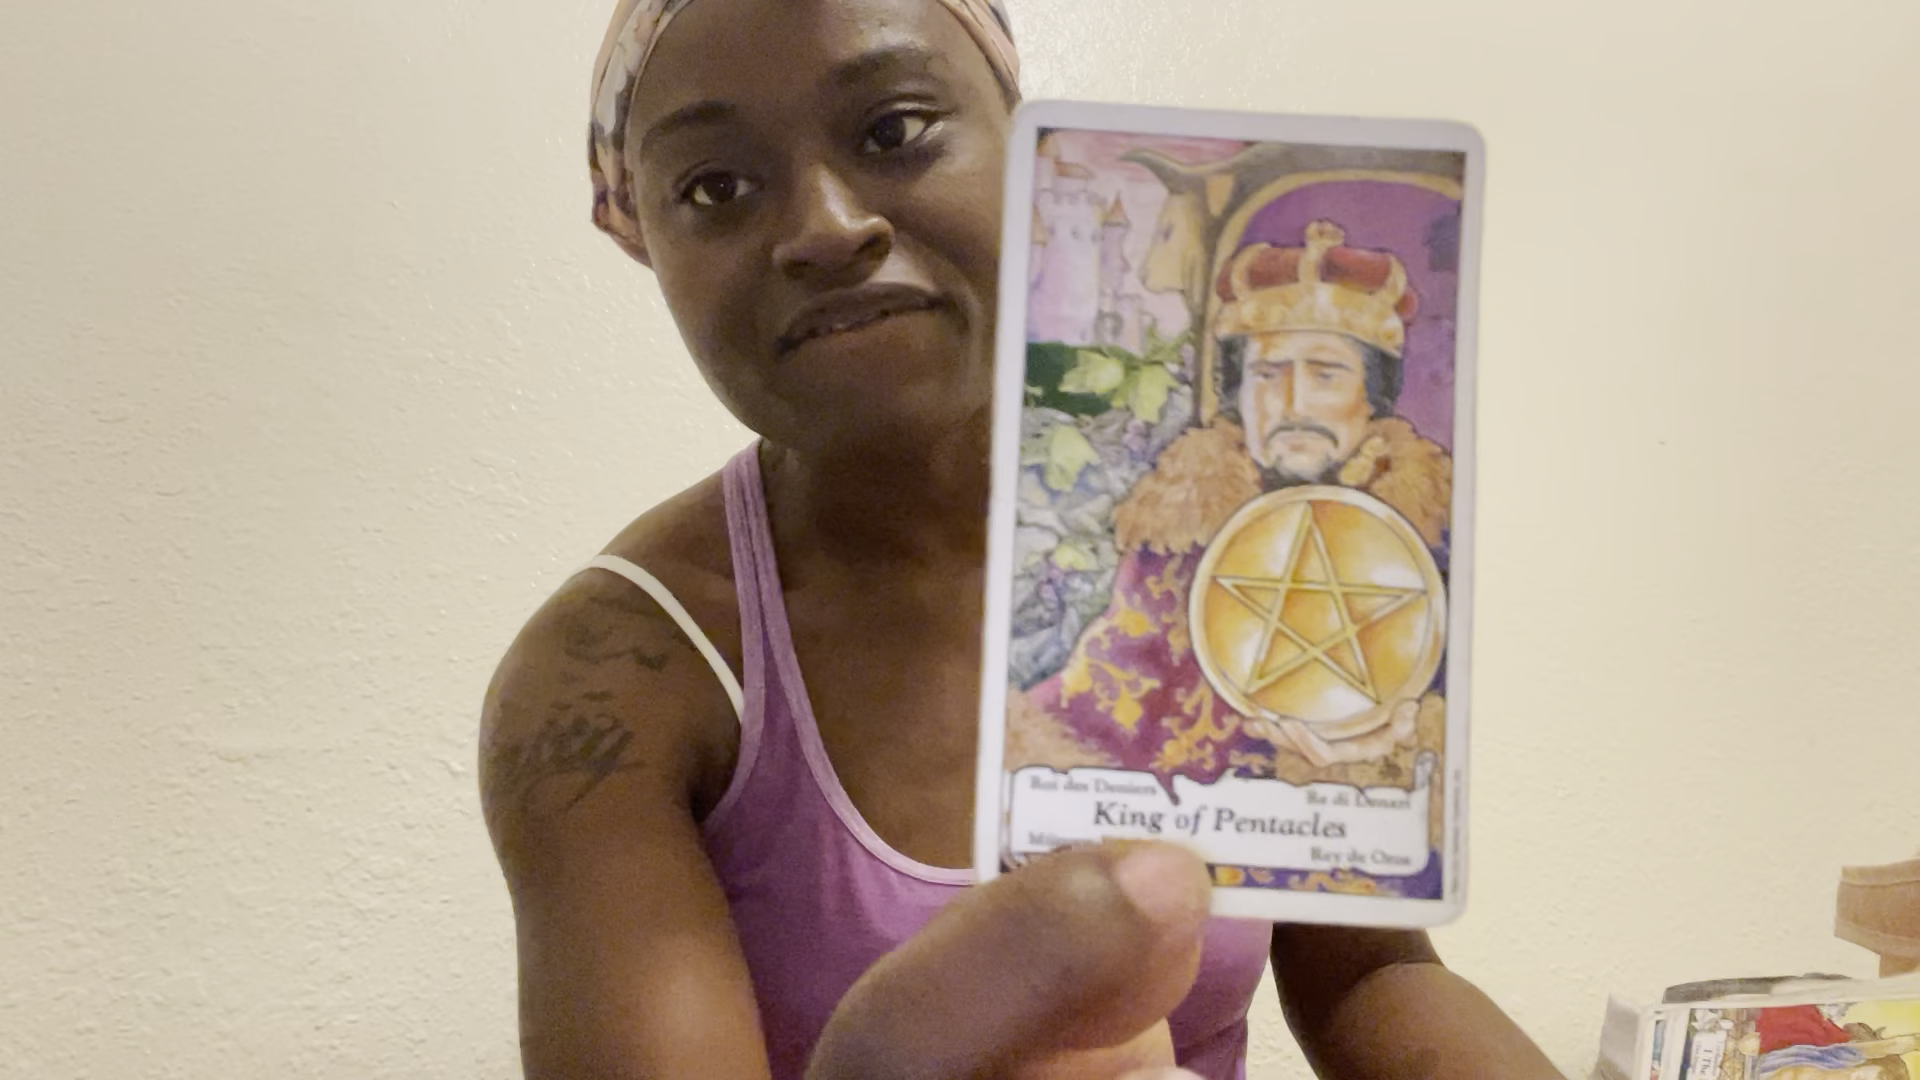 Roi des Deniers
Re di Denari
King of Pentacles
Rey de Oros